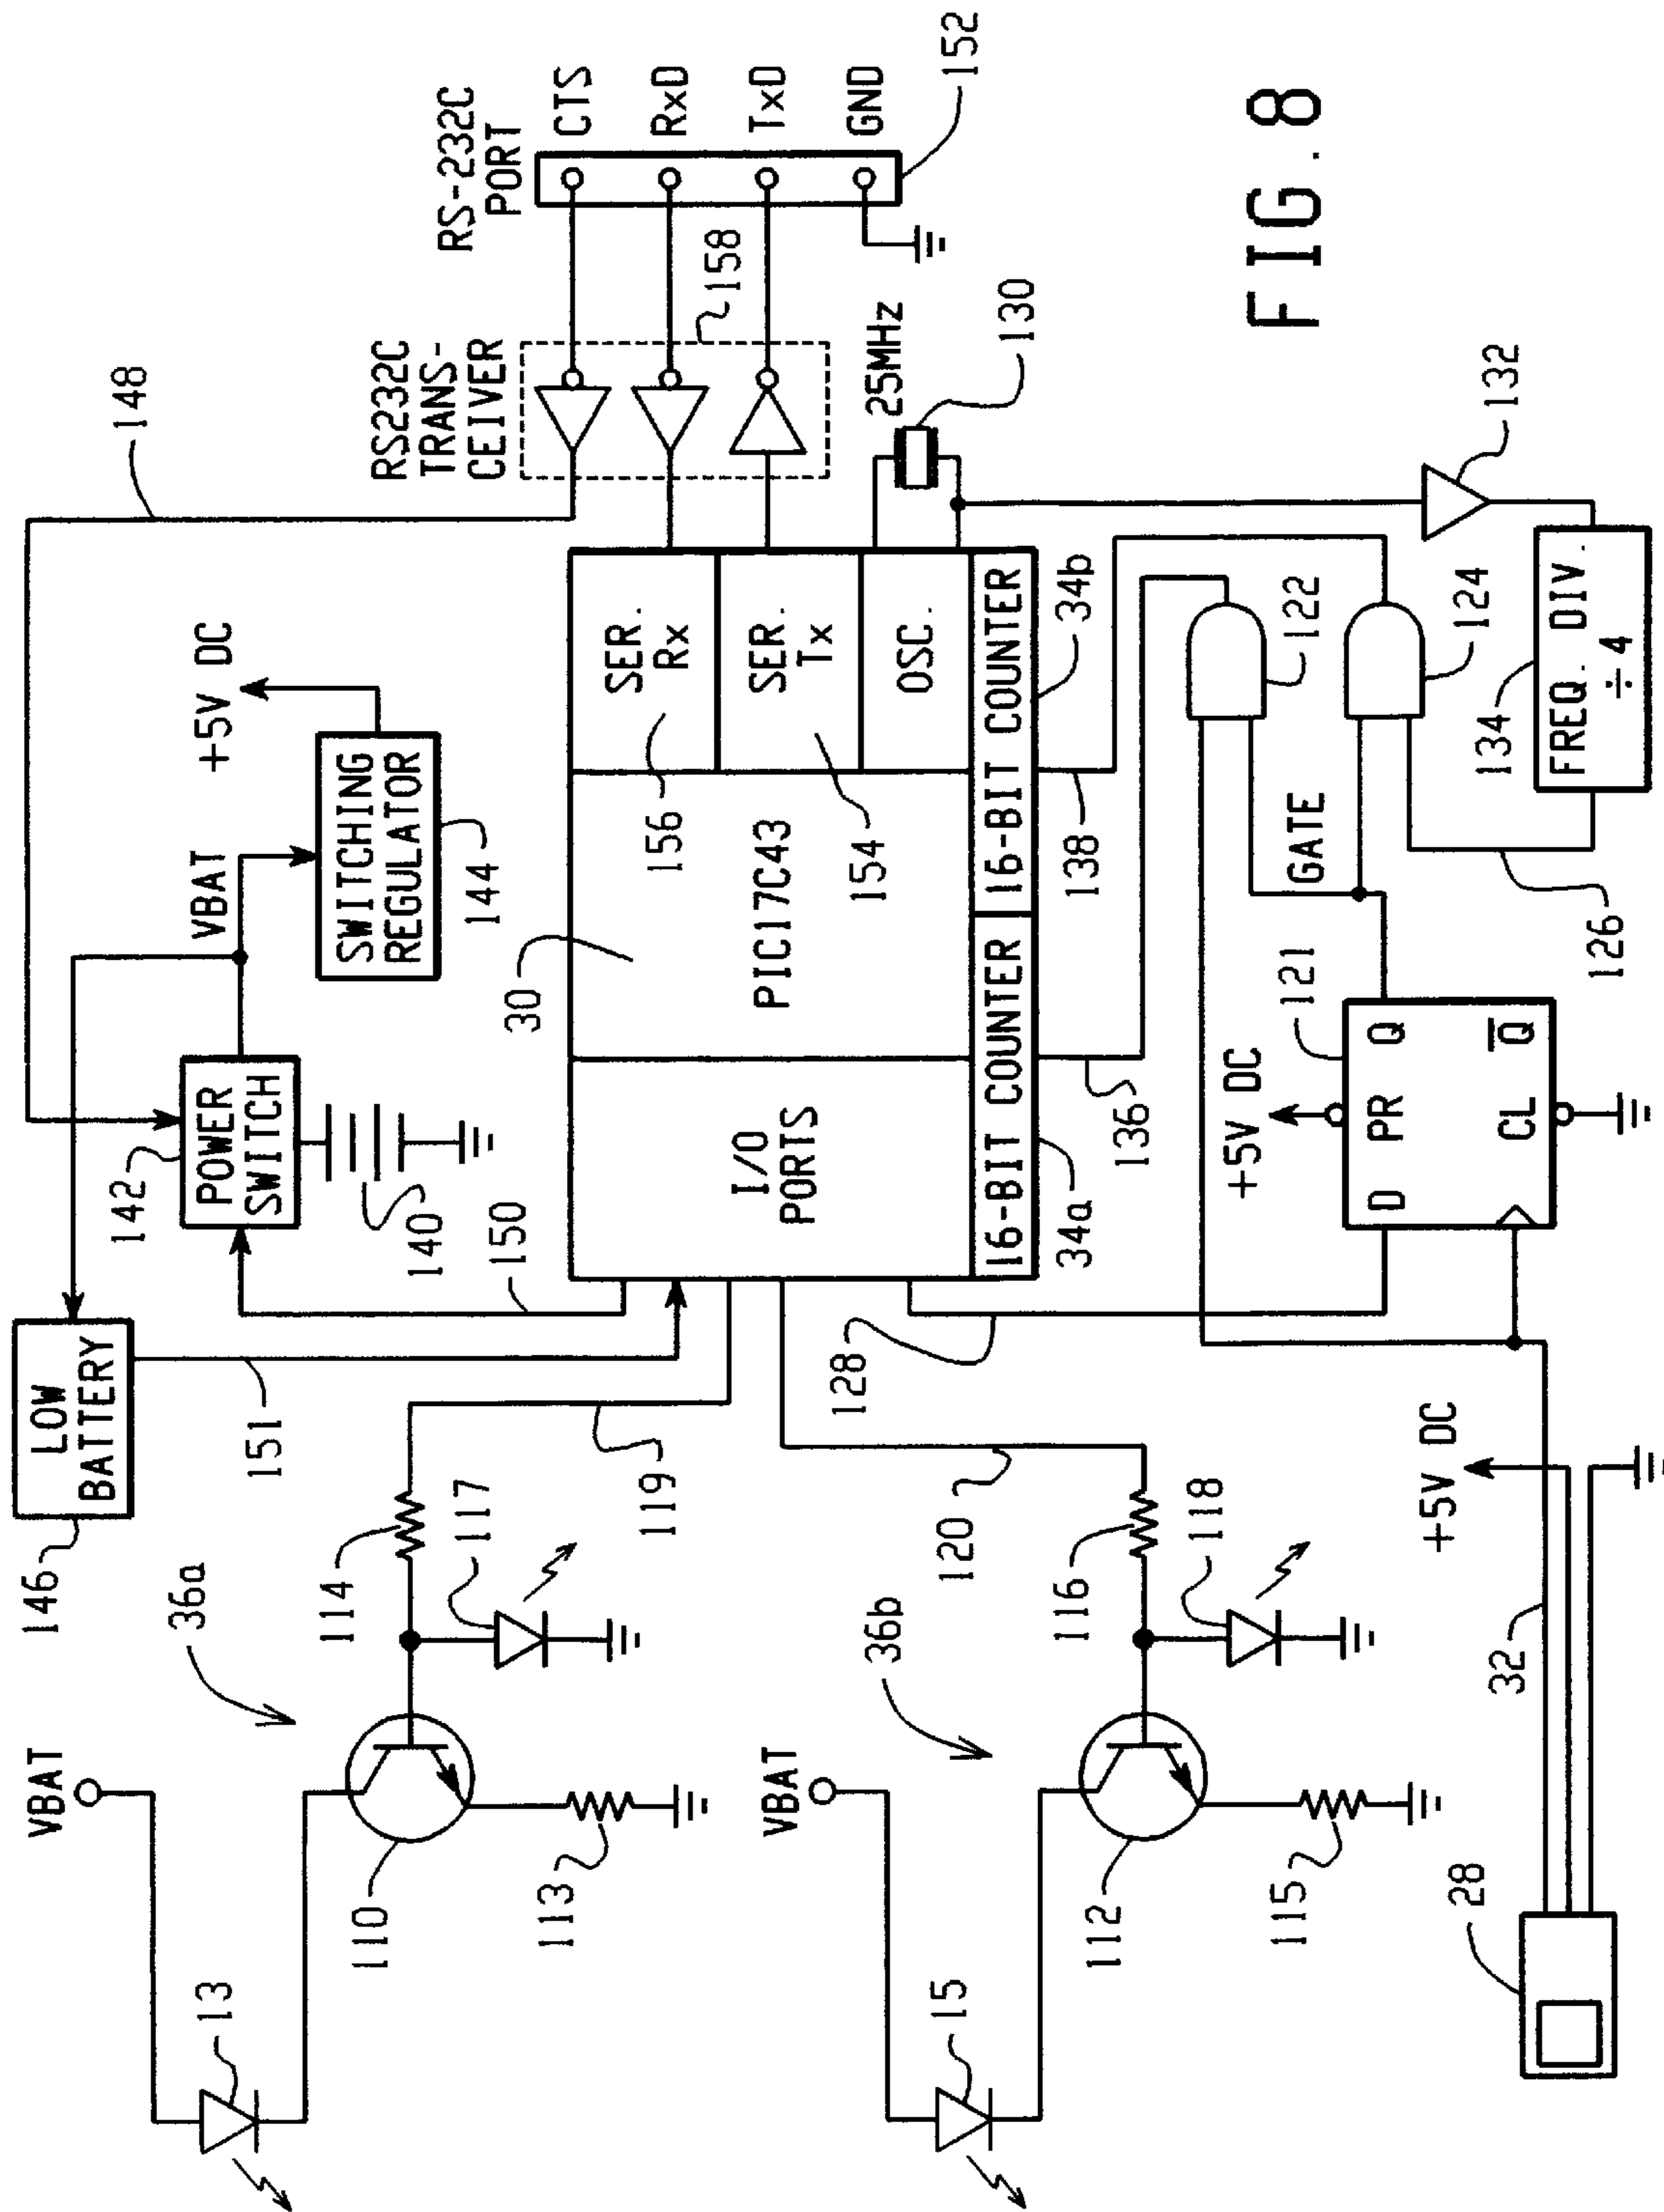 146
LOW
BATTERY
151
142
POWER
SWITCH
140
150
VBAT
+5V DC
SWITCHING
REGULATOR
144
148
RS232C
TRANS-
CEIVER
158
RS-232C
PORT
CTS
RxD
TxD
GND
152
VBAT
13
36a
110
113
114
117
119
VBAT
15
36b
112
115
116
118
120
128
30
I/O
PORTS
PIC17C43
SER.
Rx
156
SER.
Tx
154
OSC.
16-BIT COUNTER
16-BIT COUNTER
34a
34b
136
138
25MHz
130
28
32
+5V DC
+5V DC
121
D
PR
Q
CL
Q
GATE
122
124
126
132
134
FREQ. DIV.
÷4
FIG. 8